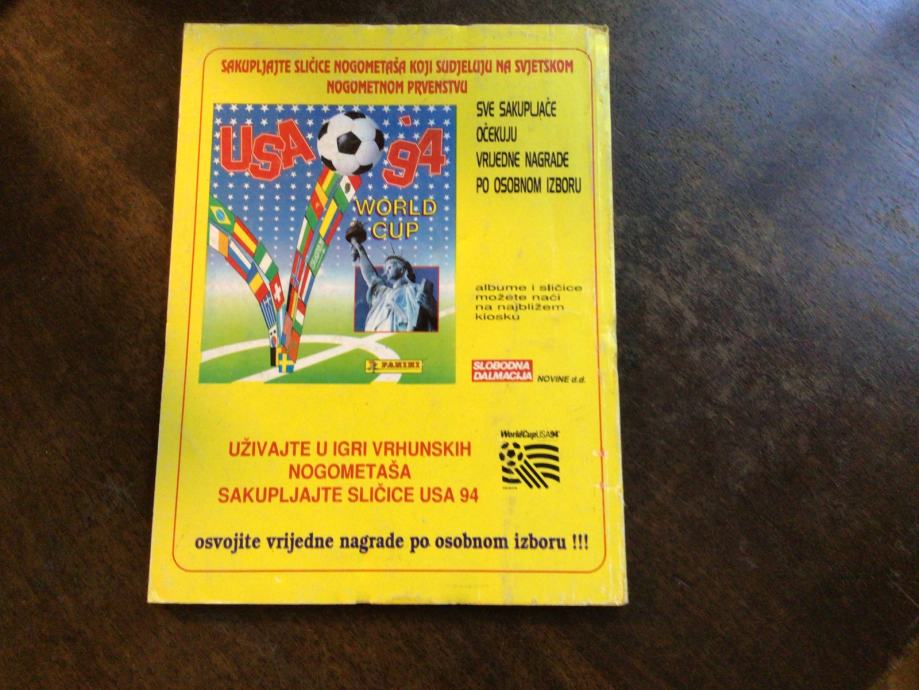 SAKUPLJAJTE SLIČICE NOGOMETAŠA KOJI SUDJELUJU NA SVJETSKOM
NOGOMETNOM PRVENSTVU
USA '94
WORLD
CUP
PANINI
SVE SAKUPLJAČE
OČEKUJU
VRIJEDNE NAGRADE
PO OSOBNOM IZBORU
albume i sličice
možete naći
na najbližem
kiosku
SLOBODNA
DALMACIJA
NOVINE d.d.
UŽIVAJTE U IGRI VRHUNSKIH
NOGOMETAŠA
SAKUPLJAJTE SLIČICE USA 94
WorldCupUSA94
osvojite vrijedne nagrade po osobnom izboru !!!